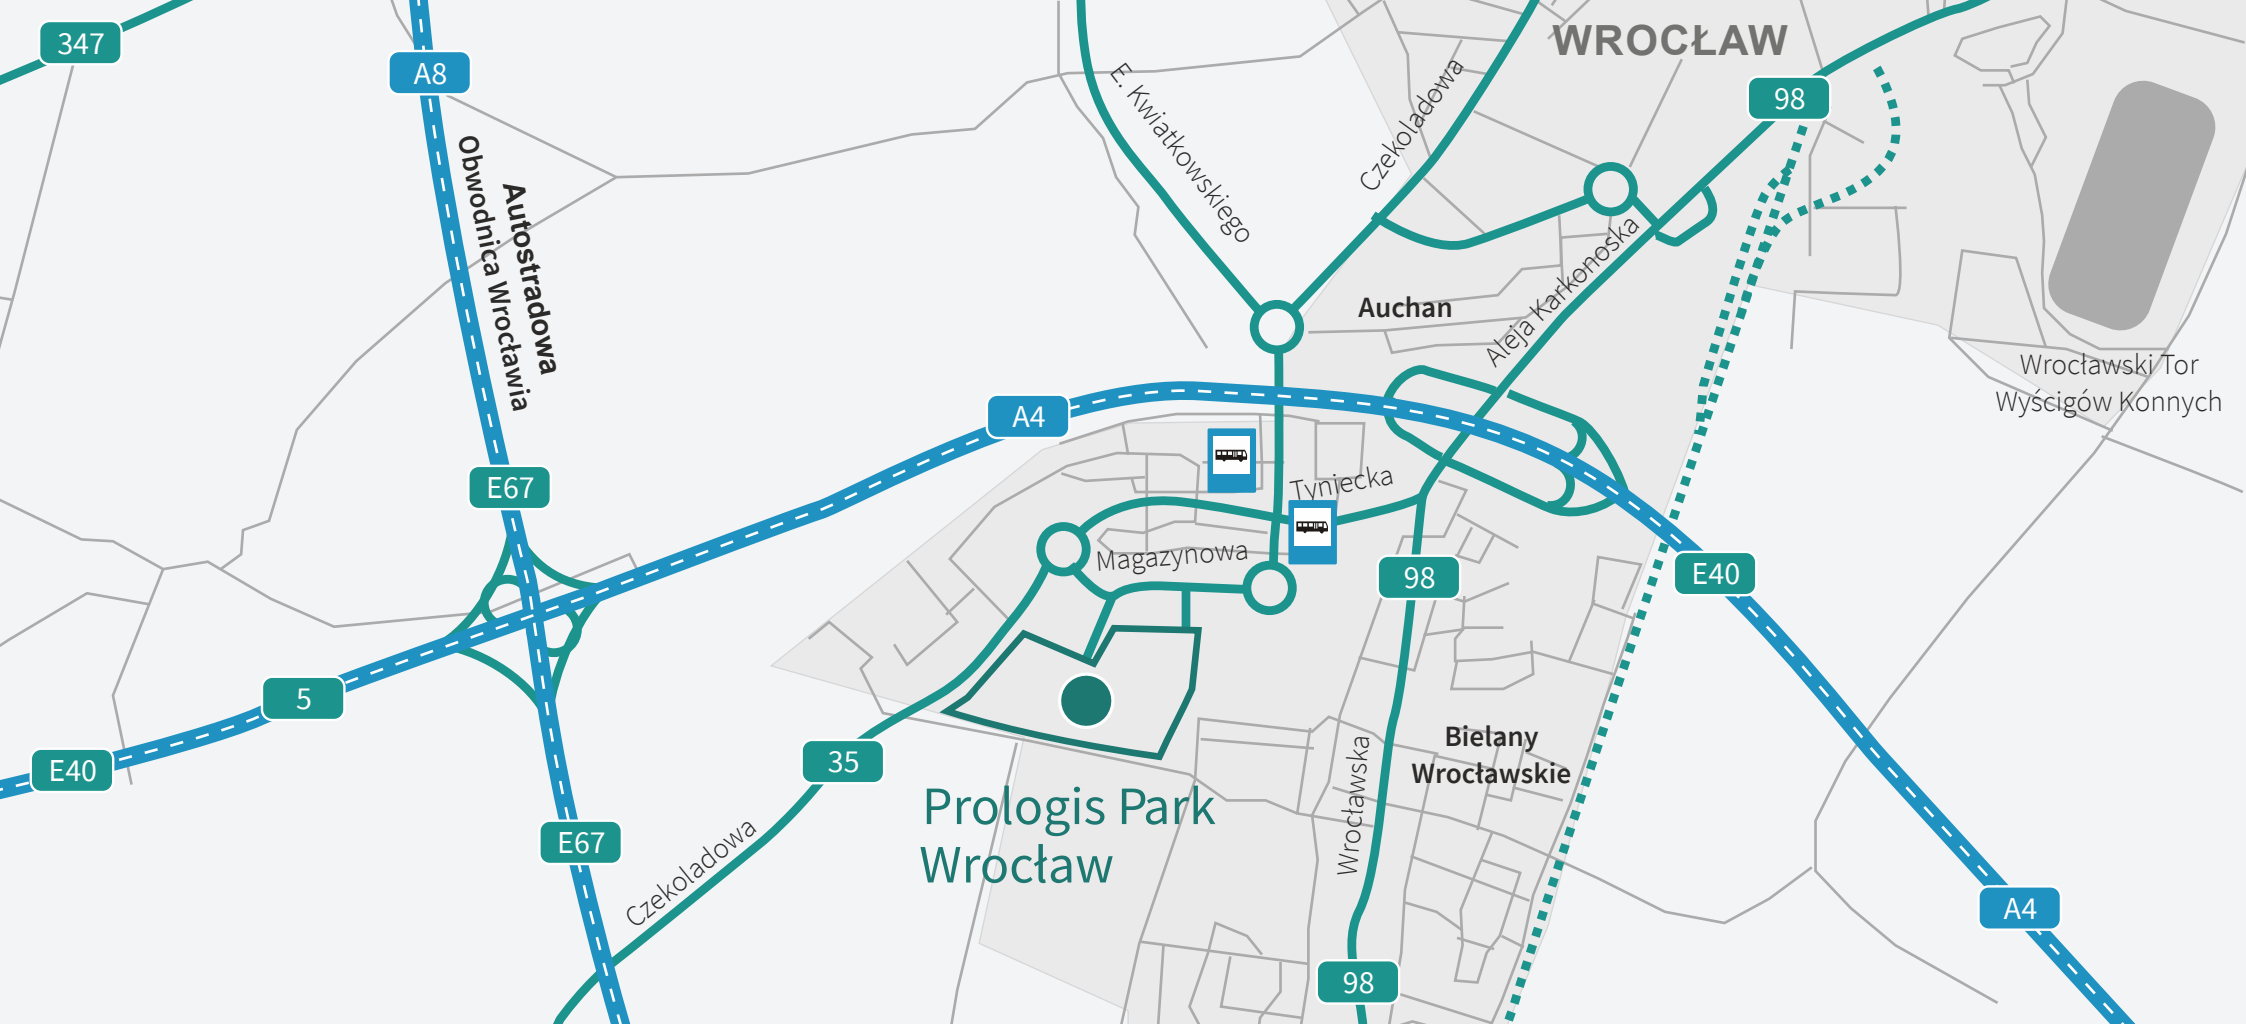 347
A8
WROCŁAW
98
E. Kwiatkowskiego
Czekoladowa
Autostradowa
Obwodnica Wrocławia
Aleja Karkonoska
Auchan
Wrocławski Tor
Wyścigów Konnych
A4
E67
Tyniecka
Magazynowa
98
E40
5
E40
35
Bielany
Wrocławskie
Wrocławska
Prologis Park
Wrocław
E67
Czekoladowa
A4
98